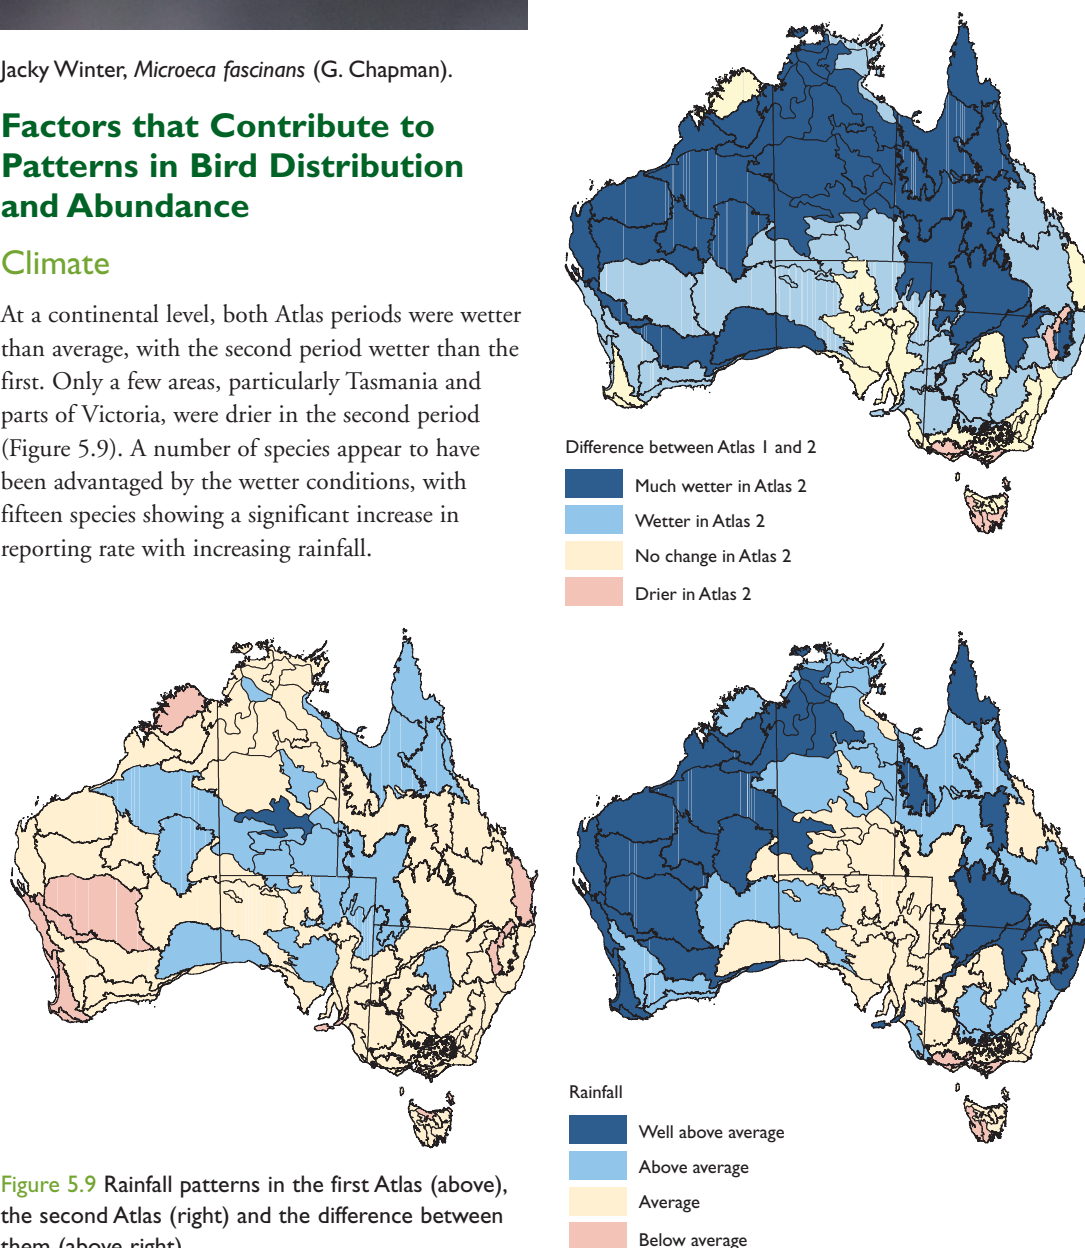 Jacky Winter, Microeca fascinans (G. Chapman).
Factors that Contribute to
Patterns in Bird Distribution
and Abundance
Climate
At a continental level, both Atlas periods were wetter
than average, with the second period wetter than the
first. Only a few areas, particularly Tasmania and
parts of Victoria, were drier in the second period
(Figure 5.9). A number of species appear to have
been advantaged by the wetter conditions, with
fifteen species showing a significant increase in
reporting rate with increasing rainfall.
Difference between Atlas 1 and 2
Much wetter in Atlas 2
Wetter in Atlas 2
No change in Atlas 2
Drier in Atlas 2
Rainfall
Well above average
Above average
Average
Below average
Figure 5.9 Rainfall patterns in the first Atlas (above),
the second Atlas (right) and the difference between
them (above right)